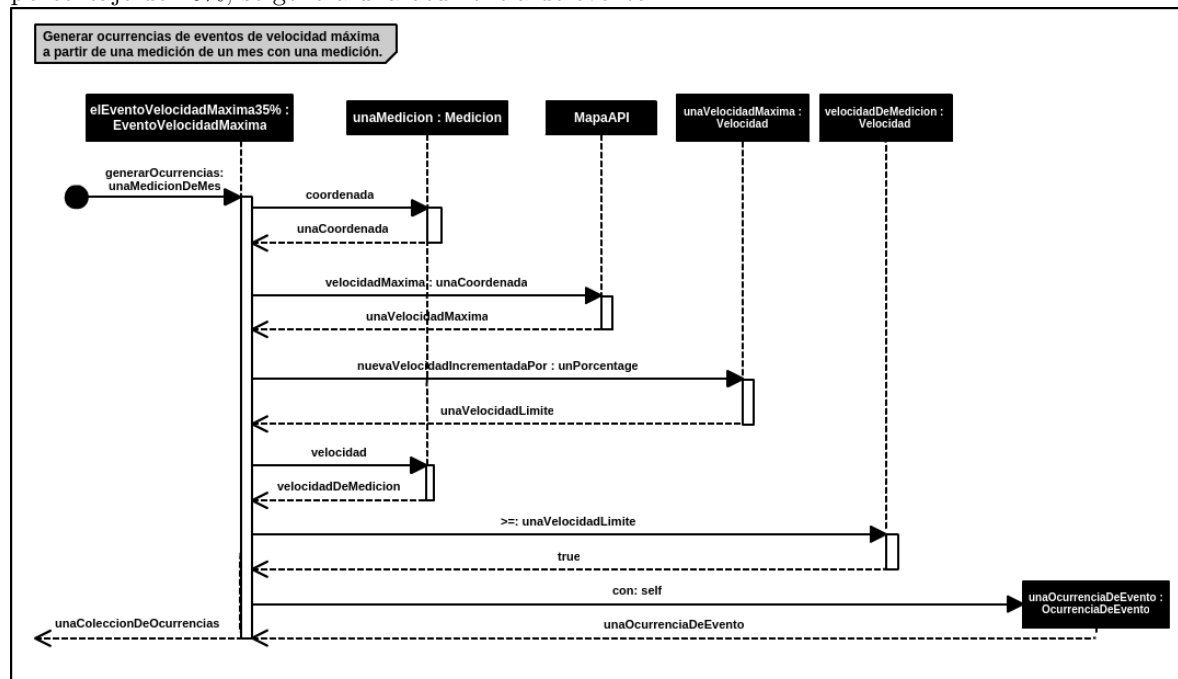 Generar ocurrencias de eventos de velocidad máxima
a partir de una medición de un mes con una medición.
elEventoVelocidadMaxima35% :
EventoVelocidadMaxima
unaMedicion : Medicion
MapaAPI
unaVelocidadMaxima :
Velocidad
velocidadDeMedicion :
Velocidad
generarOcurrencias:
unaMedicionDeMes
coordenada
unaCoordenada
velocidadMaxima : unaCoordenada
unaVelocidadMaxima
nuevaVelocidadIncrementadaPor : unPorcentage
unaVelocidadLimite
velocidad
velocidadDeMedicion
>=: unaVelocidadLimite
true
con: self
unaOcurrenciaDeEvento :
OcurrenciaDeEvento
unaColeccionDeOcurrencias
unaOcurrenciaDeEvento